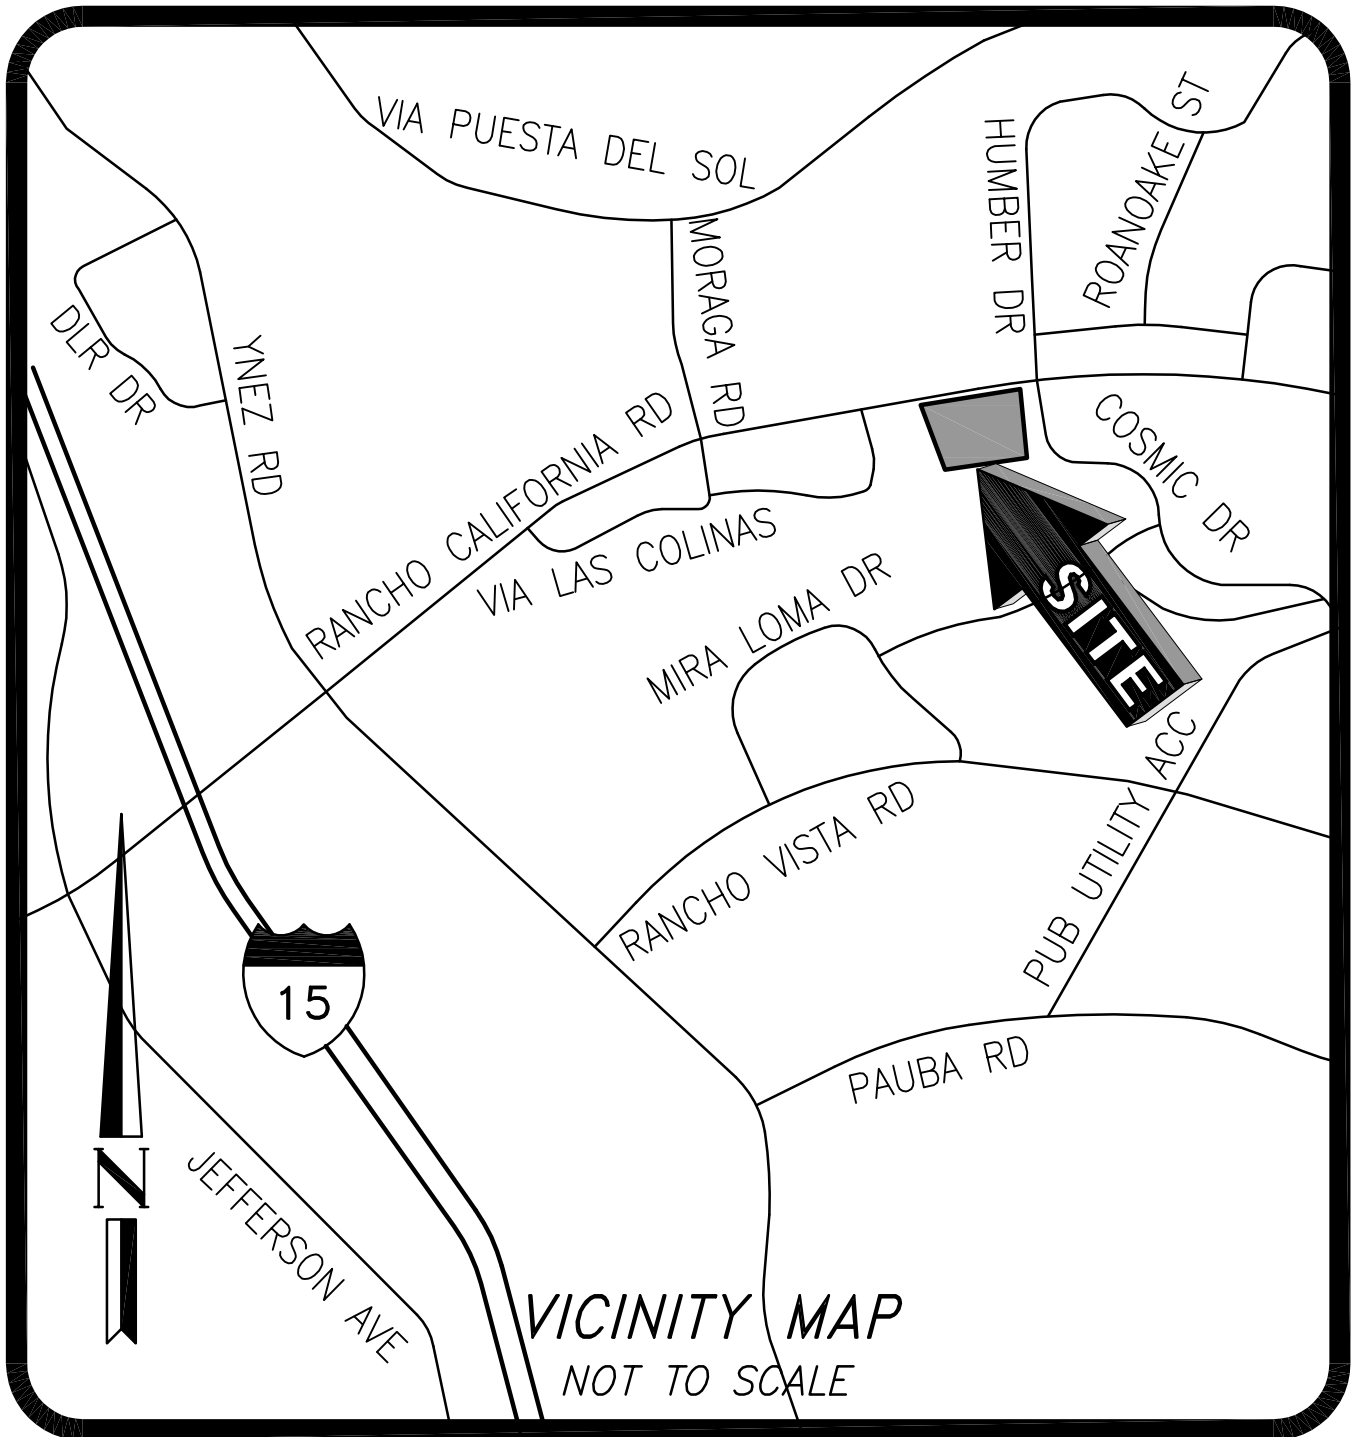 VIA PUESTA DEL SOL
HUMBER DR
ROANOAKE ST
MORAGA RD
DLR DR
YNEZ RD
RANCHO CALIFORNIA RD
COSMIC DR
VIA LAS COLINAS
MIRA LOMA DR
SITE
RANCHO VISTA RD
PUB UTILITY ACC
15
PAUBA RD
N
JEFFERSON AVE
VICINITY MAP
NOT TO SCALE